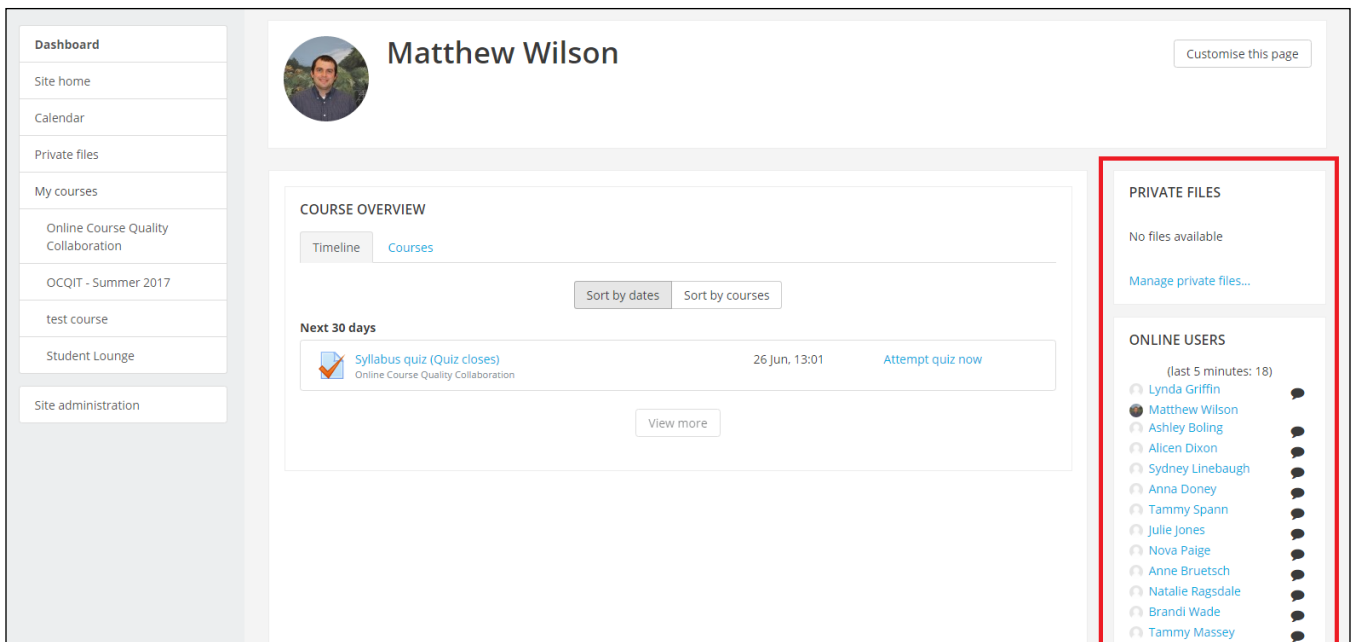 Dashboard
Site home
Calendar
Private files
My courses
Online Course Quality
Collaboration
OCQIT - Summer 2017
test course
Student Lounge
Site administration
Matthew Wilson
Customise this page
COURSE OVERVIEW
Timeline Courses
Sort by dates Sort by courses
Next 30 days
Syllabus quiz (Quiz closes) 26 Jun, 13:01 Attempt quiz now
Online Course Quality Collaboration
View more
PRIVATE FILES
No files available
Manage private files...
ONLINE USERS
(last 5 minutes: 18)
Lynda Griffin
Matthew Wilson
Ashley Boling
Alicen Dixon
Sydney Linebaugh
Anna Doney
Tammy Spann
Julie Jones
Nova Paige
Anne Bruetsch
Natalie Ragsdale
Brandi Wade
Tammy Massey